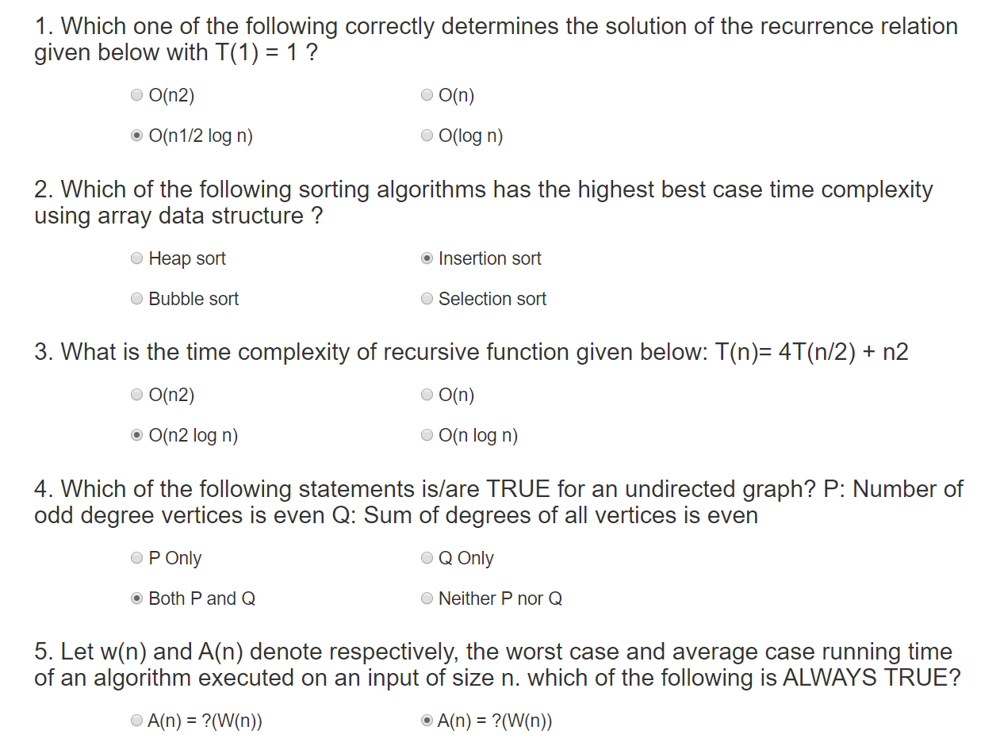 1. Which one of the following correctly determines the solution of the recurrence relation
given below with T(1) = 1 ?
O(n2) O(n)
O(n1/2 log n) O(log n)
2. Which of the following sorting algorithms has the highest best case time complexity
using array data structure ?
Heap sort Insertion sort
Bubble sort Selection sort
3. What is the time complexity of recursive function given below: T(n)= 4T(n/2) + n2
O(n2) O(n)
O(n2 log n) O(n log n)
4. Which of the following statements is/are TRUE for an undirected graph? P: Number of
odd degree vertices is even Q: Sum of degrees of all vertices is even
P Only Q Only
Both P and Q Neither P nor Q
5. Let w(n) and A(n) denote respectively, the worst case and average case running time
of an algorithm executed on an input of size n. which of the following is ALWAYS TRUE?
A(n) = ?(W(n)) A(n) = ?(W(n))